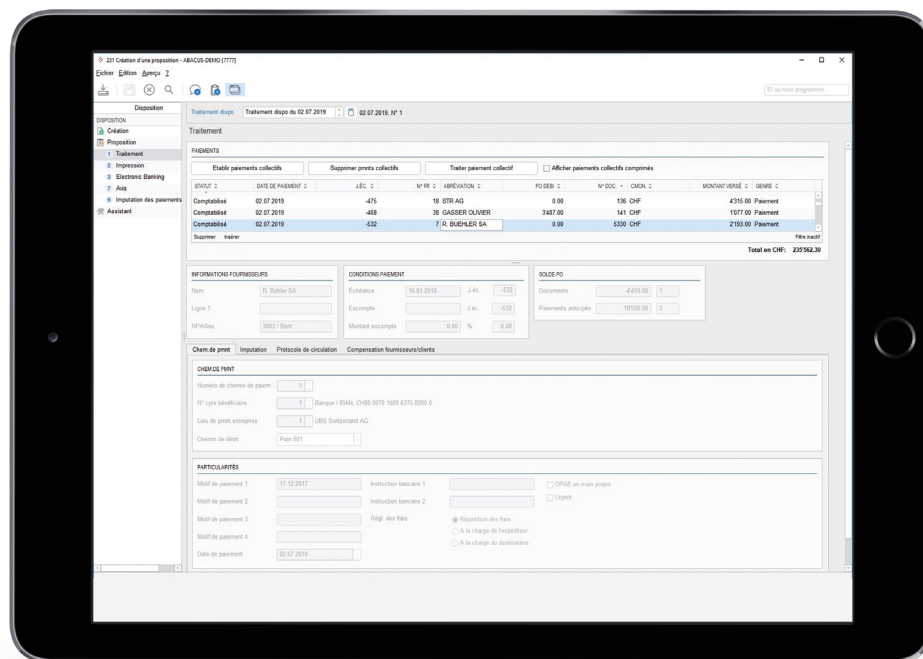 231 Création d'une proposition - ABACUS-DEMO [7777]
Fichier Edition Aperçu ?
ID ou nom programme
Disposition
DISPOSITION
Création
Proposition
1 Traitement
2 Impression
3 Electronic Banking
7 Avis
9 Imputation des paiements
Assistant
Traitement dispo Traitement dispo du 02.07.2019 02.07.2019, N° 1
Traitement
PAIEMENTS
Etablir paiements collectifs Supprimer pmnts collectifs Traiter paiement collectif Afficher paiements collectifs comprimés
STATUT DATE DE PAIEMENT J.ÉC. N° FR ABRÉVIATION PO DEBI N° DOC. CMON MONTANT VERSÉ GENRE
Comptabilisé 02.07.2019 -475 18 STR AG 0.00 136 CHF 4'315.00 Paiement
Comptabilisé 02.07.2019 -468 38 GASSER OLIVIER 3'487.00 141 CHF 1'077.00 Paiement
Comptabilisé 02.07.2019 -532 7 R. BUEHLER SA 0.00 5330 CHF 2'193.00 Paiement
Supprimer Insérer Filtre inactif
Total en CHF: 235'562.30
INFORMATIONS FOURNISSEURS CONDITIONS PAIEMENT SOLDE PO
Nom R. Bühler SA Échéance 16.01.2018 J.éc. -532 Documents -4'450.00 1
Ligne 1 Escompte J.éc. -532 Paiements anticipés 10'500.00 3
NPA/lieu 3003 / Bern Montant escompte 0.00 % 0.00
Chem.de pmnt Imputation Protocole de circulation Compensation fournisseurs/clients
CHEM.DE PMNT
Numéro de chemin de paiem... 1
N° cpte bénéficiaire 1 Banque / IBAN,
Lieu de pmnt entreprise 1 UBS Switzerland AG
Chemin de débit Pain.001
PARTICULARITÉS
Motif de paiement 1 17.12.2017 Instruction bancaire 1 OPAE en main propre
Motif de paiement 2 Instruction bancaire 2 Urgent
Motif de paiement 3 Règl. des frais Répartition des frais
Motif de paiement 4 A la charge de l'expéditeur
A la charge du destinataire
Date de paiement 02.07.2019